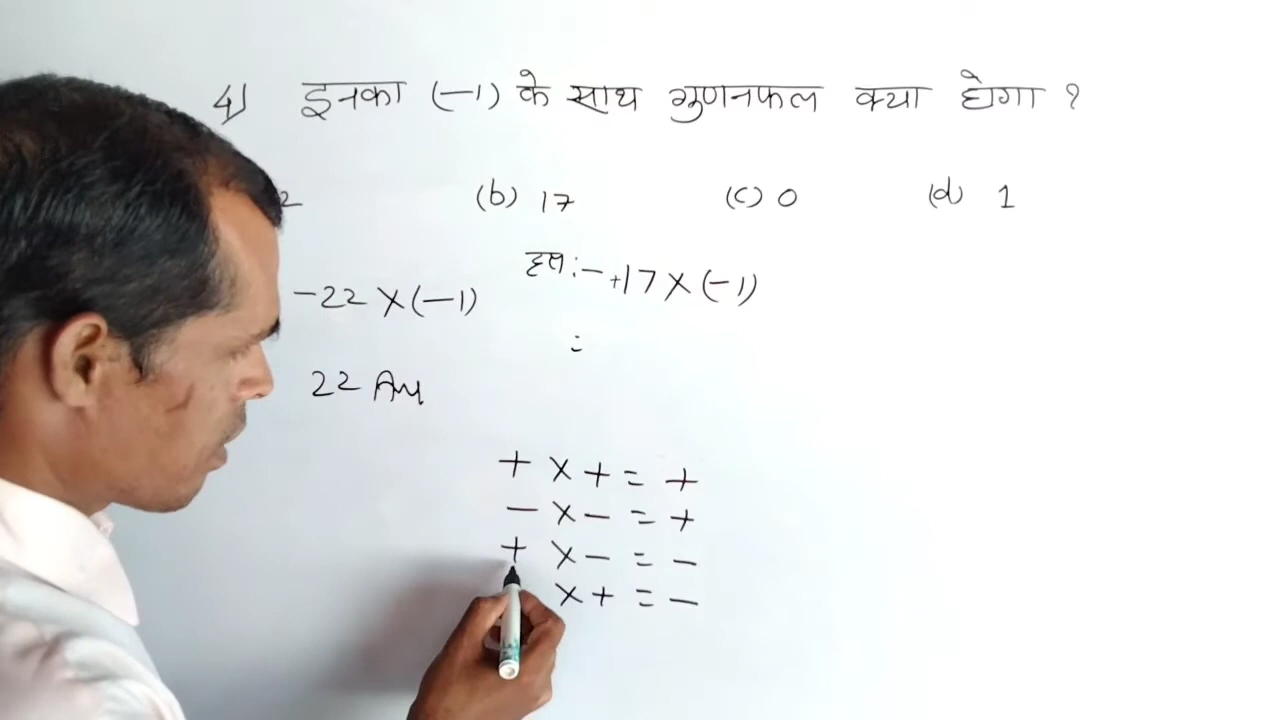 4) इनका (-1) के साथ गुणनफल क्या होगा ?
2 (b) 17 (c) 0 (d) 1
-22 X (-1)
22 Ans
हल :- +17 X (-1)
=
+ X + = +
- X - = +
+ X - = -
X + = -